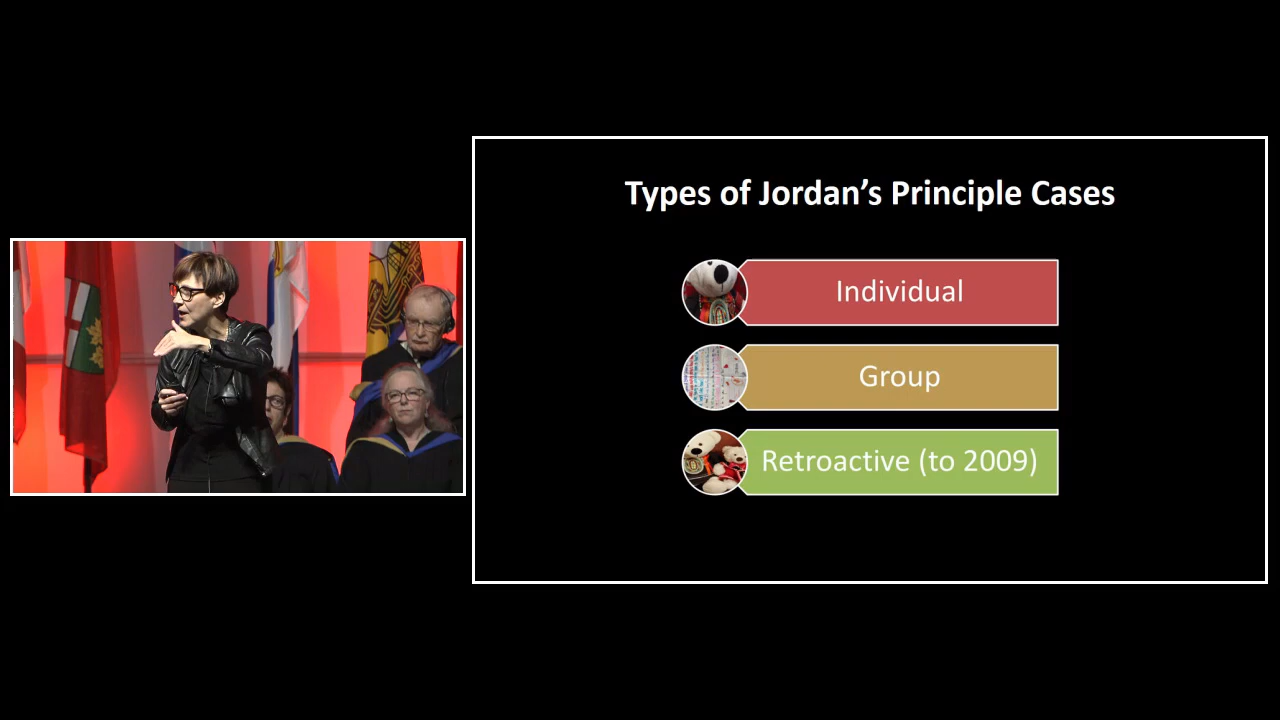 Types of Jordan's Principle Cases
Individual
Group
Retroactive (to 2009)